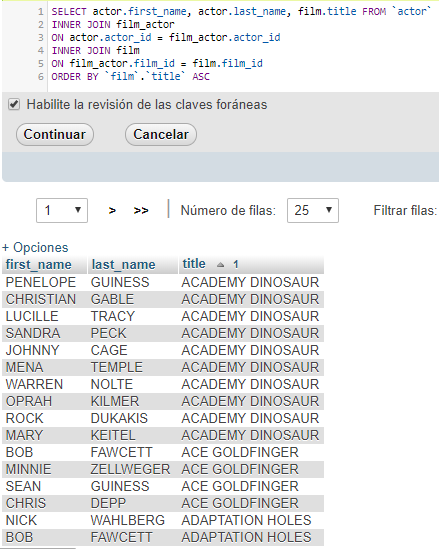 1 SELECT actor.first_name, actor.last_name, film.title FROM `actor`
2 INNER JOIN film_actor
3 ON actor.actor_id = film_actor.actor_id
4 INNER JOIN film
5 ON film_actor.film_id = film.film_id
6 ORDER BY `film`.`title` ASC
Habilite la revisión de las claves foráneas
Continuar Cancelar
1 > >> Número de filas: 25 Filtrar filas:
+ Opciones
first_name last_name title 1
PENELOPE GUINESS ACADEMY DINOSAUR
CHRISTIAN GABLE ACADEMY DINOSAUR
LUCILLE TRACY ACADEMY DINOSAUR
SANDRA PECK ACADEMY DINOSAUR
JOHNNY CAGE ACADEMY DINOSAUR
MENA TEMPLE ACADEMY DINOSAUR
WARREN NOLTE ACADEMY DINOSAUR
OPRAH KILMER ACADEMY DINOSAUR
ROCK DUKAKIS ACADEMY DINOSAUR
MARY KEITEL ACADEMY DINOSAUR
BOB FAWCETT ACE GOLDFINGER
MINNIE ZELLWEGER ACE GOLDFINGER
SEAN GUINESS ACE GOLDFINGER
CHRIS DEPP ACE GOLDFINGER
NICK WAHLBERG ADAPTATION HOLES
BOB FAWCETT ADAPTATION HOLES